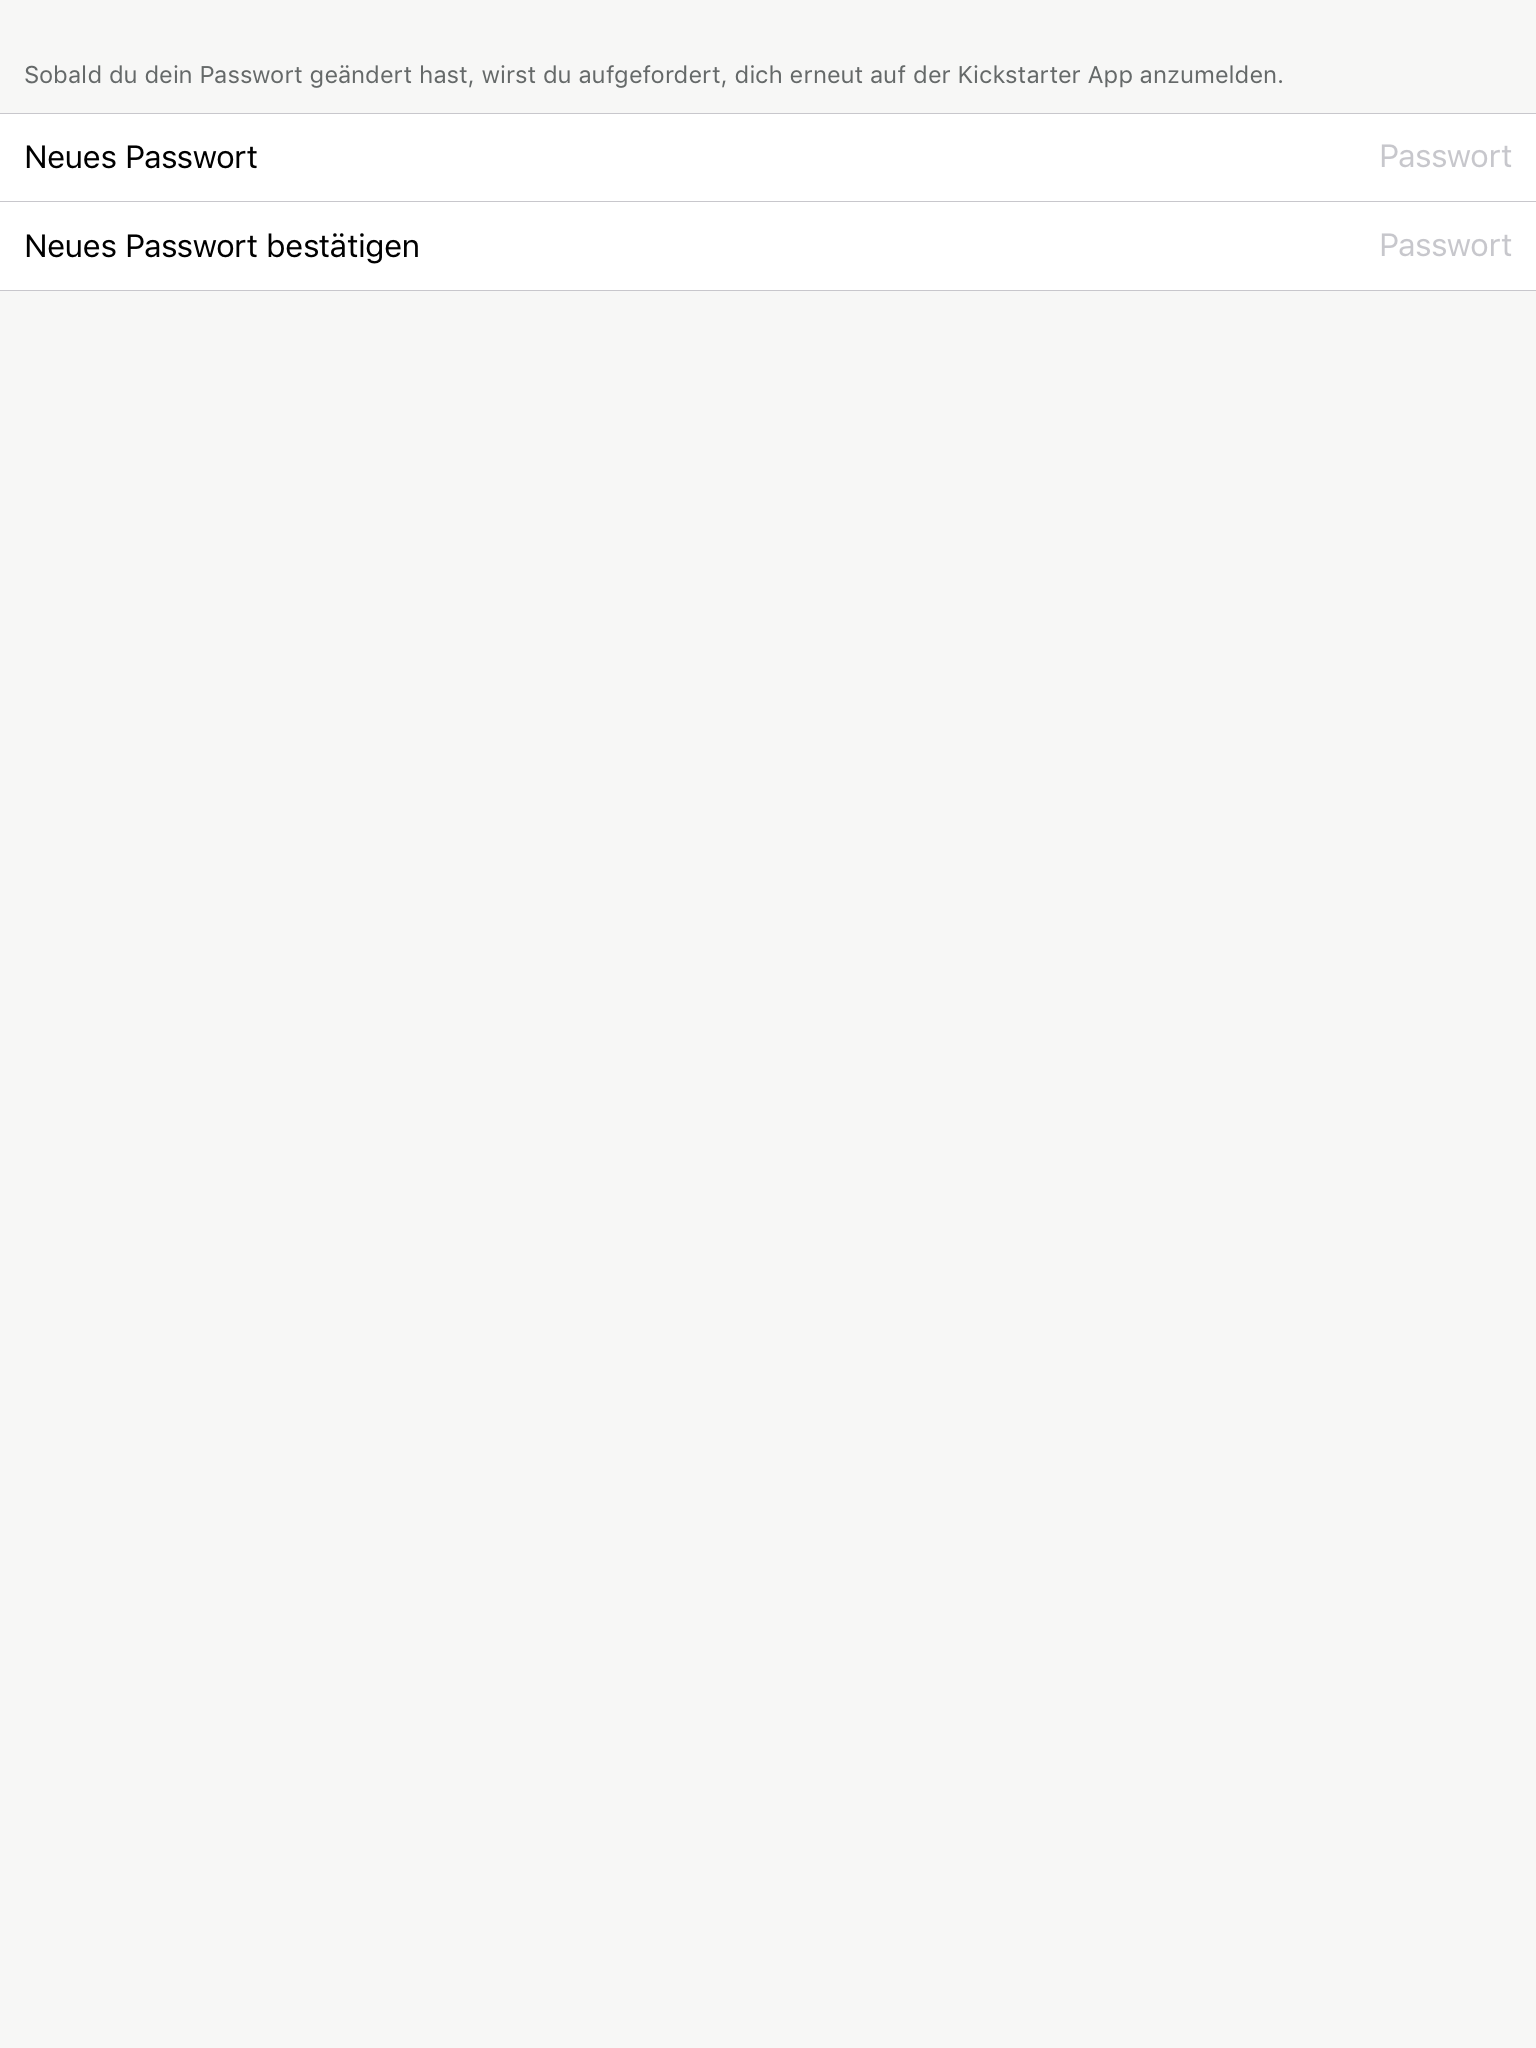 Sobald du dein Passwort geändert hast, wirst du aufgefordert, dich erneut auf der Kickstarter App anzumelden.
Neues Passwort Passwort
Neues Passwort bestätigen Passwort